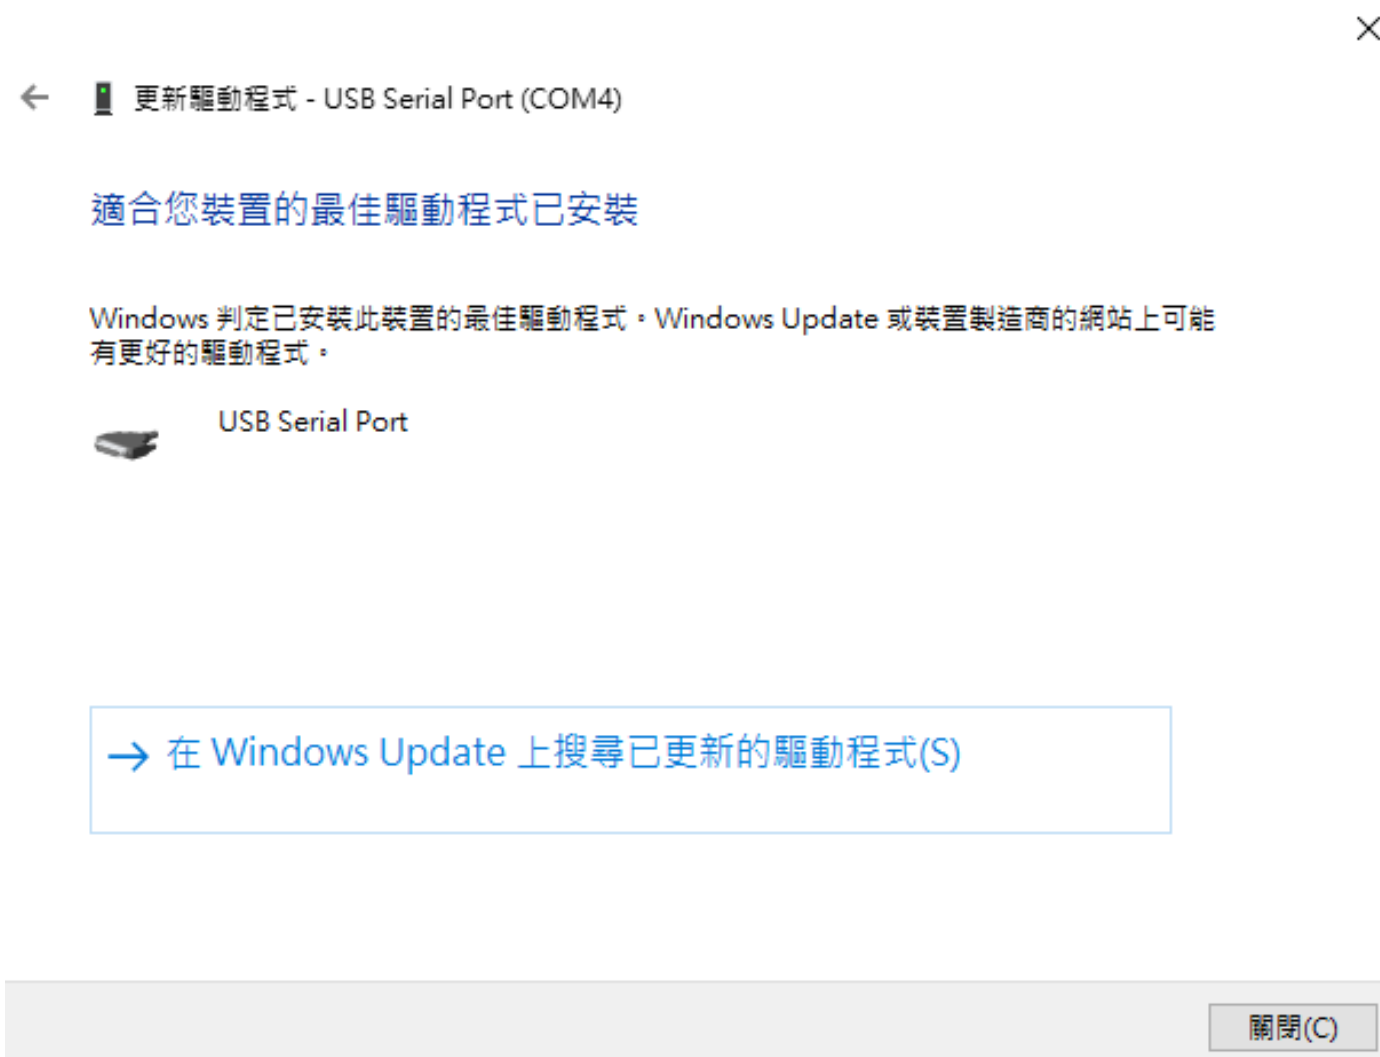 更新驅動程式 - USB Serial Port (COM4)
適合您裝置的最佳驅動程式已安裝
Windows 判定已安裝此裝置的最佳驅動程式。Windows Update 或裝置製造商的網站上可能
有更好的驅動程式。
USB Serial Port
在 Windows Update 上搜尋已更新的驅動程式(S)
關閉(C)